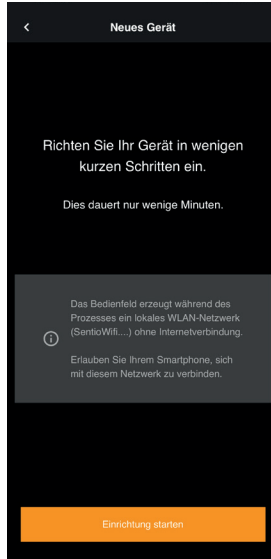 Neues Gerät
Richten Sie Ihr Gerät in wenigen
kurzen Schritten ein.
Dies dauert nur wenige Minuten.
Das Bedienfeld erzeugt während des
Prozesses ein lokales WLAN-Netzwerk
(SentioWifi....) ohne Internetverbindung.
Erlauben Sie Ihrem Smartphone, sich
mit diesem Netzwerk zu verbinden.
Einrichtung starten